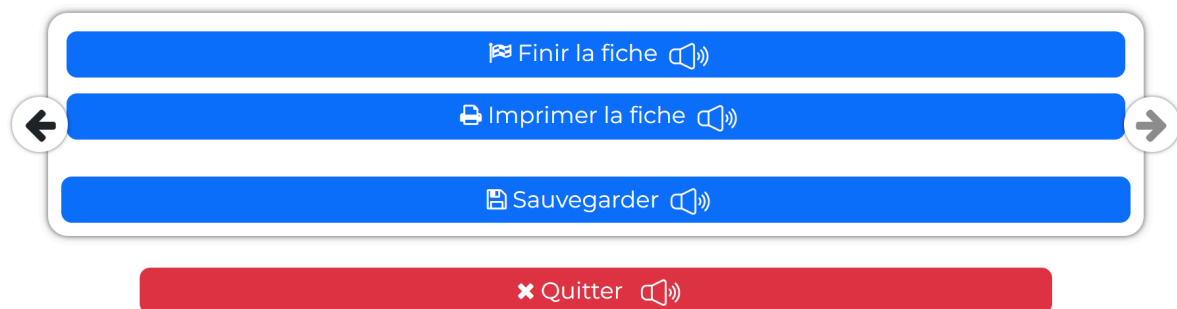 Finir la fiche
Imprimer la fiche
Sauvegarder
Quitter